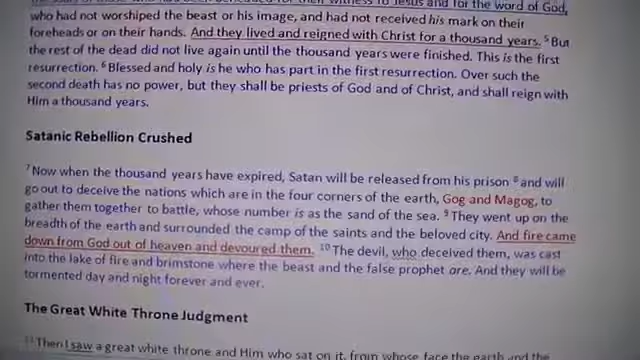 their witness to Jesus and for the word of God,
who had not worshiped the beast or his image, and had not received his mark on their
foreheads or on their hands. And they lived and reigned with Christ for a thousand years. 5 But
the rest of the dead did not live again until the thousand years were finished. This is the first
resurrection. 6 Blessed and holy is he who has part in the first resurrection. Over such the
second death has no power, but they shall be priests of God and of Christ, and shall reign with
Him a thousand years.
Satanic Rebellion Crushed
7 Now when the thousand years have expired, Satan will be released from his prison 8 and will
go out to deceive the nations which are in the four corners of the earth, Gog and Magog, to
gather them together to battle, whose number is as the sand of the sea. 9 They went up on the
breadth of the earth and surrounded the camp of the saints and the beloved city. And fire came
down from God out of heaven and devoured them. 10 The devil, who deceived them, was cast
into the lake of fire and brimstone where the beast and the false prophet are. And they will be
tormented day and night forever and ever.
The Great White Throne Judgment
11 Then I saw a great white throne and Him who sat on it, from whose face the earth and the